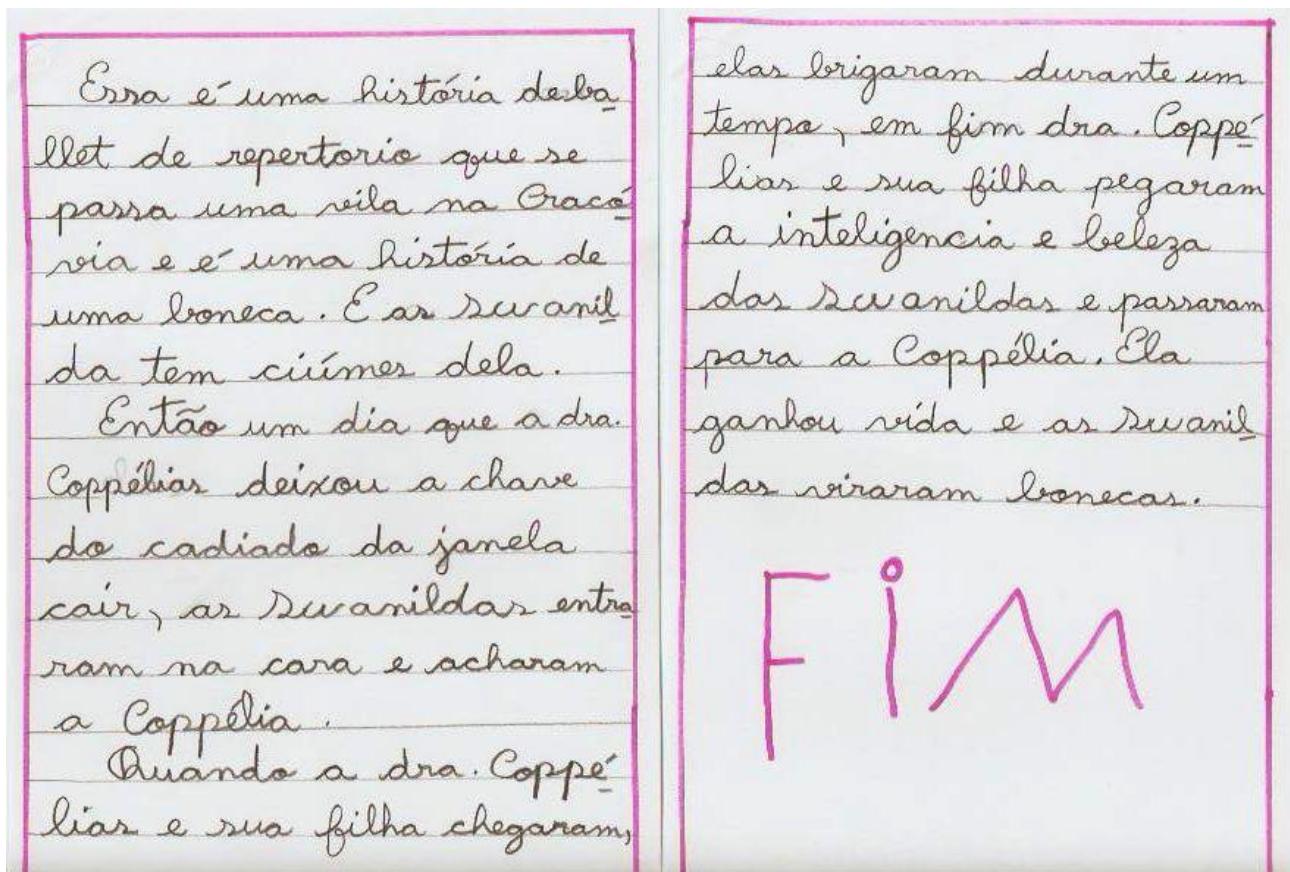 Essa é uma história de ba
llet de repertorio que se
passa uma vila na Cracó
via e é uma história de
uma boneca. E as Swanil
da tem ciúmes dela.
Então um dia que a dra.
Coppélias deixou a chave
do cadiado da janela
cair, as Swanildas entra
ram na casa e acharam
a Coppélia.
Quando a dra. Coppé
lias e sua filha chegaram,
elas brigaram durante um
tempo, em fim dra. Coppé
lias e sua filha pegaram
a inteligencia e beleza
das Swanildas e passaram
para a Coppélia. Ela
ganhou vida e as Swanil
das viraram bonecas.
FIM